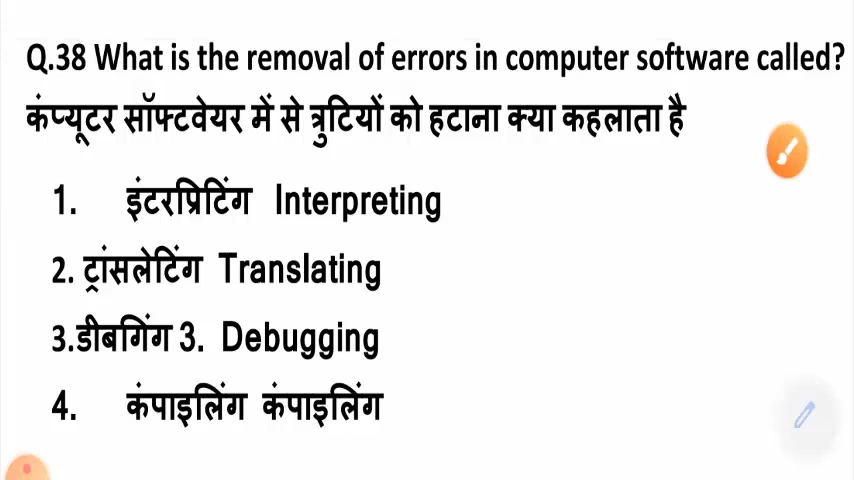 Q.38 What is the removal of errors in computer software called?
कंप्यूटर सॉफ्टवेयर में से त्रुटियों को हटाना क्या कहलाता है
1. इंटरप्रिटिंग Interpreting
2. ट्रांसलेटिंग Translating
3.डीबगिंग 3. Debugging
4. कंपाइलिंग कंपाइलिंग